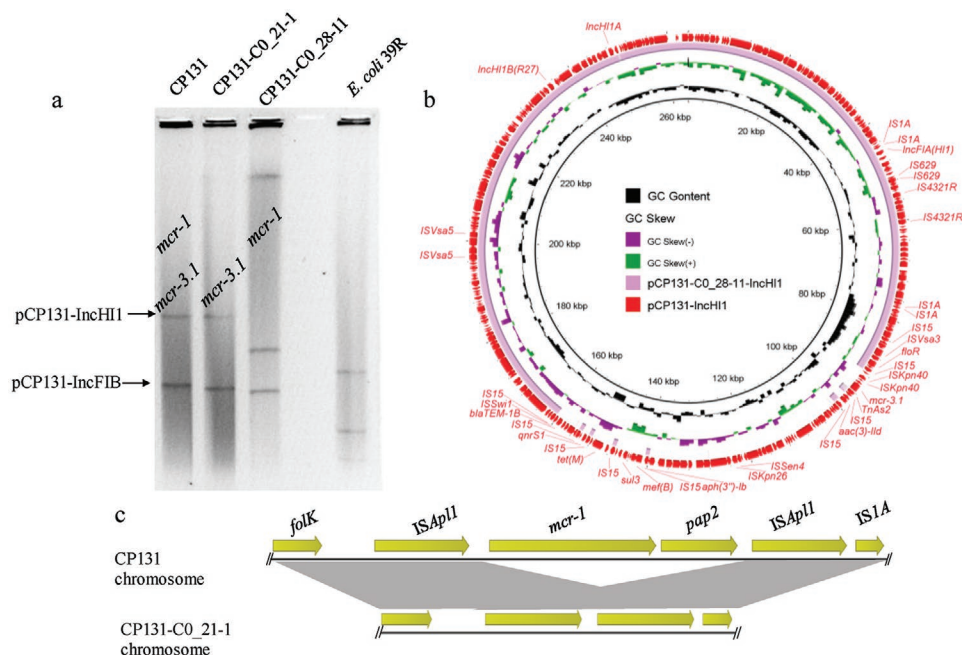 a
CP131
CP131-C0_21-1
CP131-C0_28-11
E. coli 39R
mcr-1
mcr-3.1
mcr-3.1
mcr-1
pCP131-IncHI1
pCP131-IncFIB
b
IncHI1A
IncHI1B(R27)
IS1A
IS1A
IncFIA(HI1)
IS629
IS629
IS4321R
IS4321R
IS1A
IS1A
IS15
ISVsa3
floR
IS15
ISKpn40
ISKpn40
mcr-3.1
TnAs2
IS15
aac(3)-IId
IS15
ISSen4
ISKpn26
aph(3'')-Ib
IS15
mef(B)
sul3
IS15
tet(M)
IS15
qnrS1
blaTEM-1B
ISSwi1
IS15
ISVsa5
ISVsa5
260 kbp
20 kbp
40 kbp
60 kbp
80 kbp
100 kbp
120 kbp
140 kbp
160 kbp
180 kbp
200 kbp
220 kbp
240 kbp
GC Gontent
GC Skew
GC Skew(-)
GC Skew(+)
pCP131-C0_28-11-IncHI1
pCP131-IncHI1
c
folK
ISApl1
mcr-1
pap2
ISApl1
IS1A
CP131
chromosome
CP131-C0_21-1
chromosome